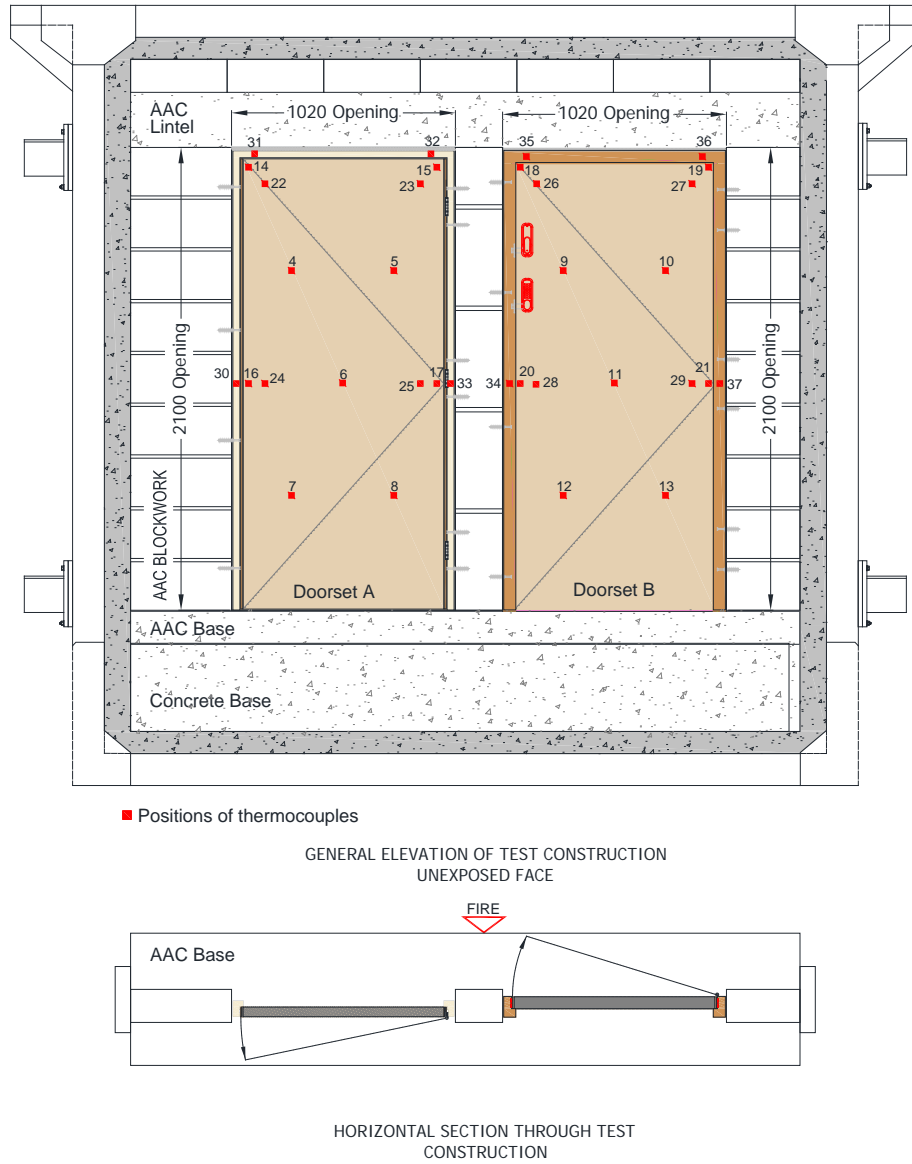 AAC
Lintel
1020 Opening
1020 Opening
31
32
35
36
14
15
18
19
22
23
26
27
4
5
9
10
2100 Opening
2100 Opening
30
16
24
6
25
17
33
34
20
28
11
29
21
37
7
8
12
13
AAC BLOCKWORK
Doorset A
Doorset B
AAC Base
Concrete Base
Positions of thermocouples
GENERAL ELEVATION OF TEST CONSTRUCTION
UNEXPOSED FACE
FIRE
AAC Base
HORIZONTAL SECTION THROUGH TEST
CONSTRUCTION